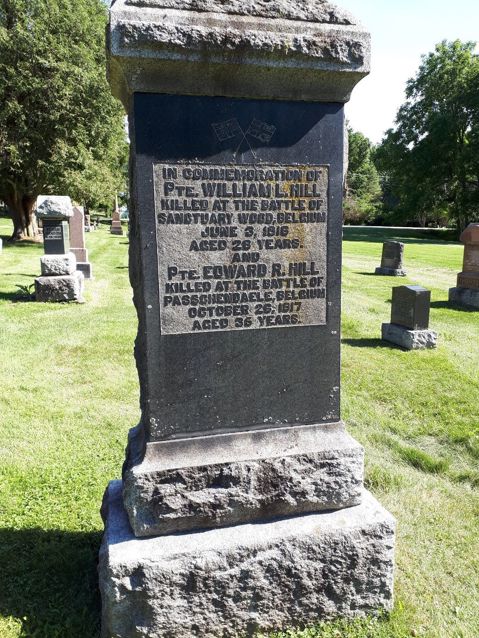 IN COMMEMORATION OF
PTE. WILLIAM L. HILL
KILLED AT THE BATTLE OF
SANCTUARY WOOD, BELGIUM
JUNE 3, 1916
AGED 26 YEARS.
AND
PTE. EDWARD R. HILL
KILLED AT THE BATTLE OF
PASSCHENDAELE, BELGIUM
OCTOBER 25, 1917
AGED 36 YEARS.